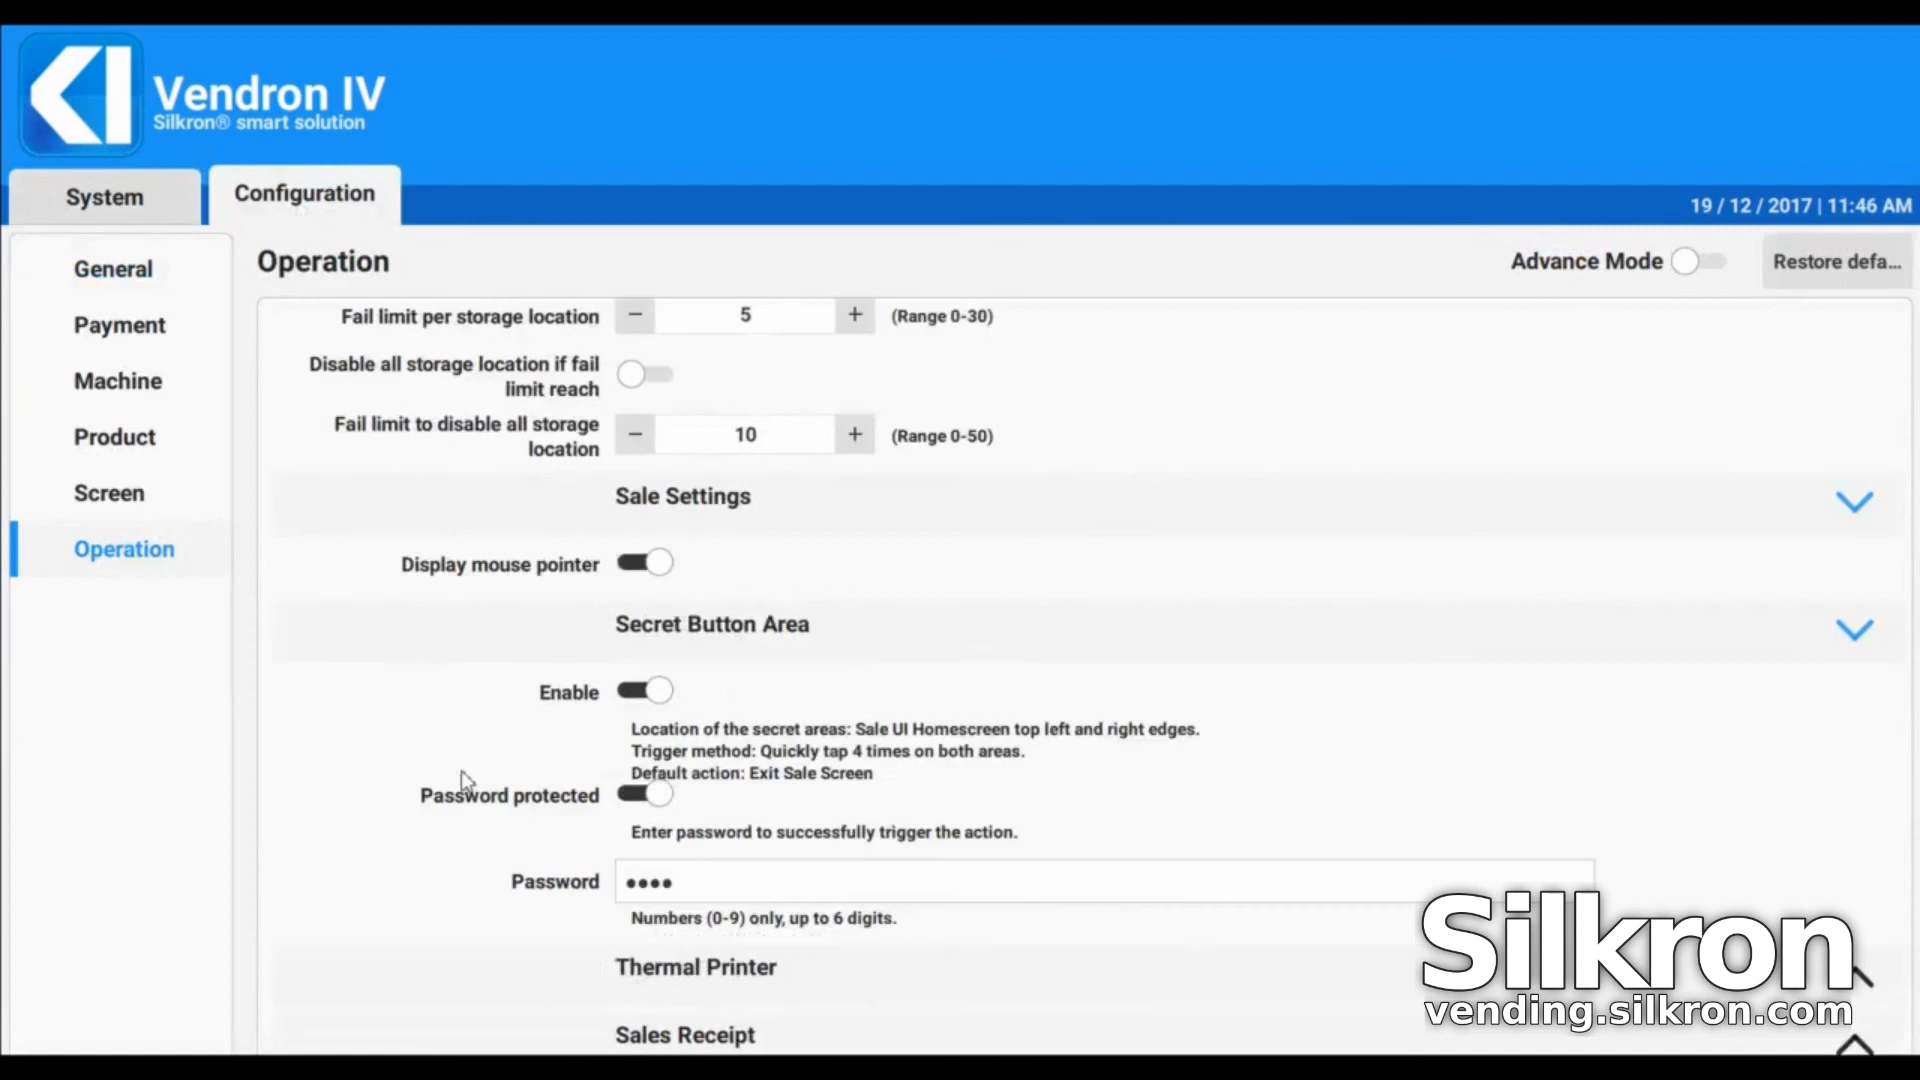 Vendron IV
Silkron® smart solution
System
Configuration
19 / 12 / 2017 | 11:46 AM
General
Payment
Machine
Product
Screen
Operation
Operation
Advance Mode
Restore defa...
Fail limit per storage location
− 5 +
(Range 0-30)
Disable all storage location if fail
limit reach
Fail limit to disable all storage
location
− 10 +
(Range 0-50)
Sale Settings
Display mouse pointer
Secret Button Area
Enable
Location of the secret areas: Sale UI Homescreen top left and right edges.
Trigger method: Quickly tap 4 times on both areas.
Default action: Exit Sale Screen
Password protected
Enter password to successfully trigger the action.
Password
••••
Numbers (0-9) only, up to 6 digits.
Thermal Printer
Sales Receipt
Silkron
vending.silkron.com